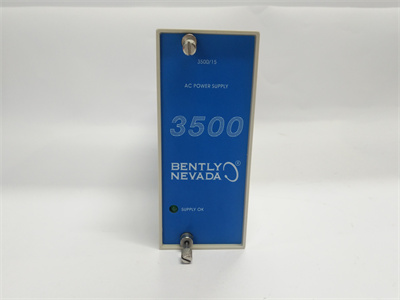 3500/15
AC POWER SUPPLY
3500
BENTLY
NEVADA ®
SUPPLY OK